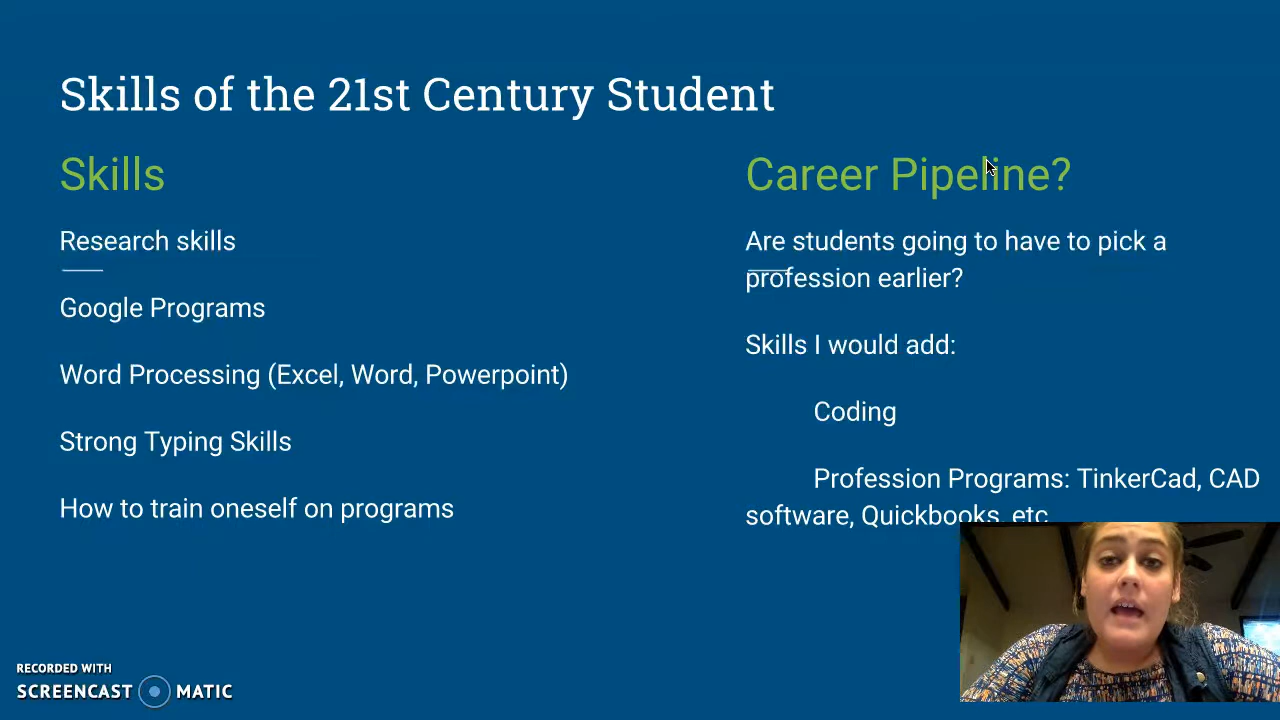 Skills of the 21st Century Student
Skills
Research skills
Google Programs
Word Processing (Excel, Word, Powerpoint)
Strong Typing Skills
How to train oneself on programs
Career Pipeline?
Are students going to have to pick a
profession earlier?
Skills I would add:
Coding
Profession Programs: TinkerCad, CAD
software, Quickbooks, etc
RECORDED WITH
SCREENCAST MATIC